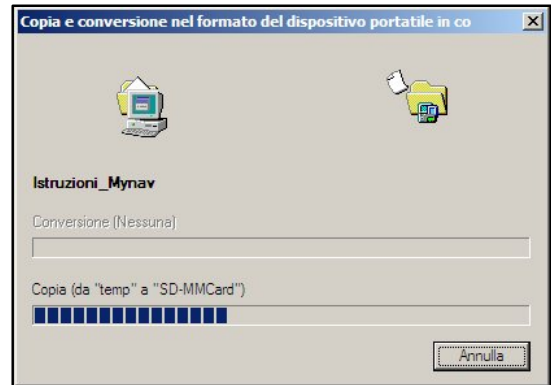 Copia e conversione nel formato del dispositivo portatile in co
Istruzioni_Mynav
Conversione (Nessuna)
Copia (da "temp" a "SD-MMCard")
Annulla